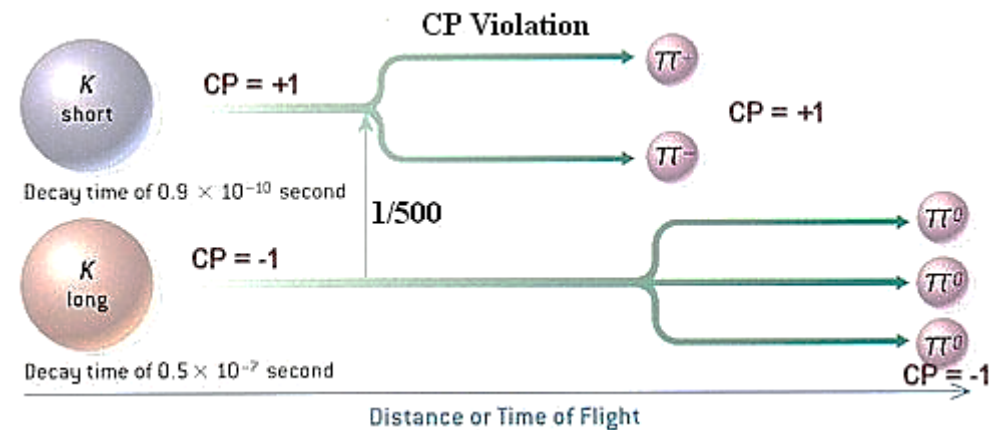 CP Violation
K
short
CP = +1
π+
CP = +1
π−
Decay time of 0.9 × 10⁻¹⁰ second
1/500
K
long
CP = -1
π0
π0
π0
Decay time of 0.5 × 10⁻⁷ second
CP = -1
Distance or Time of Flight